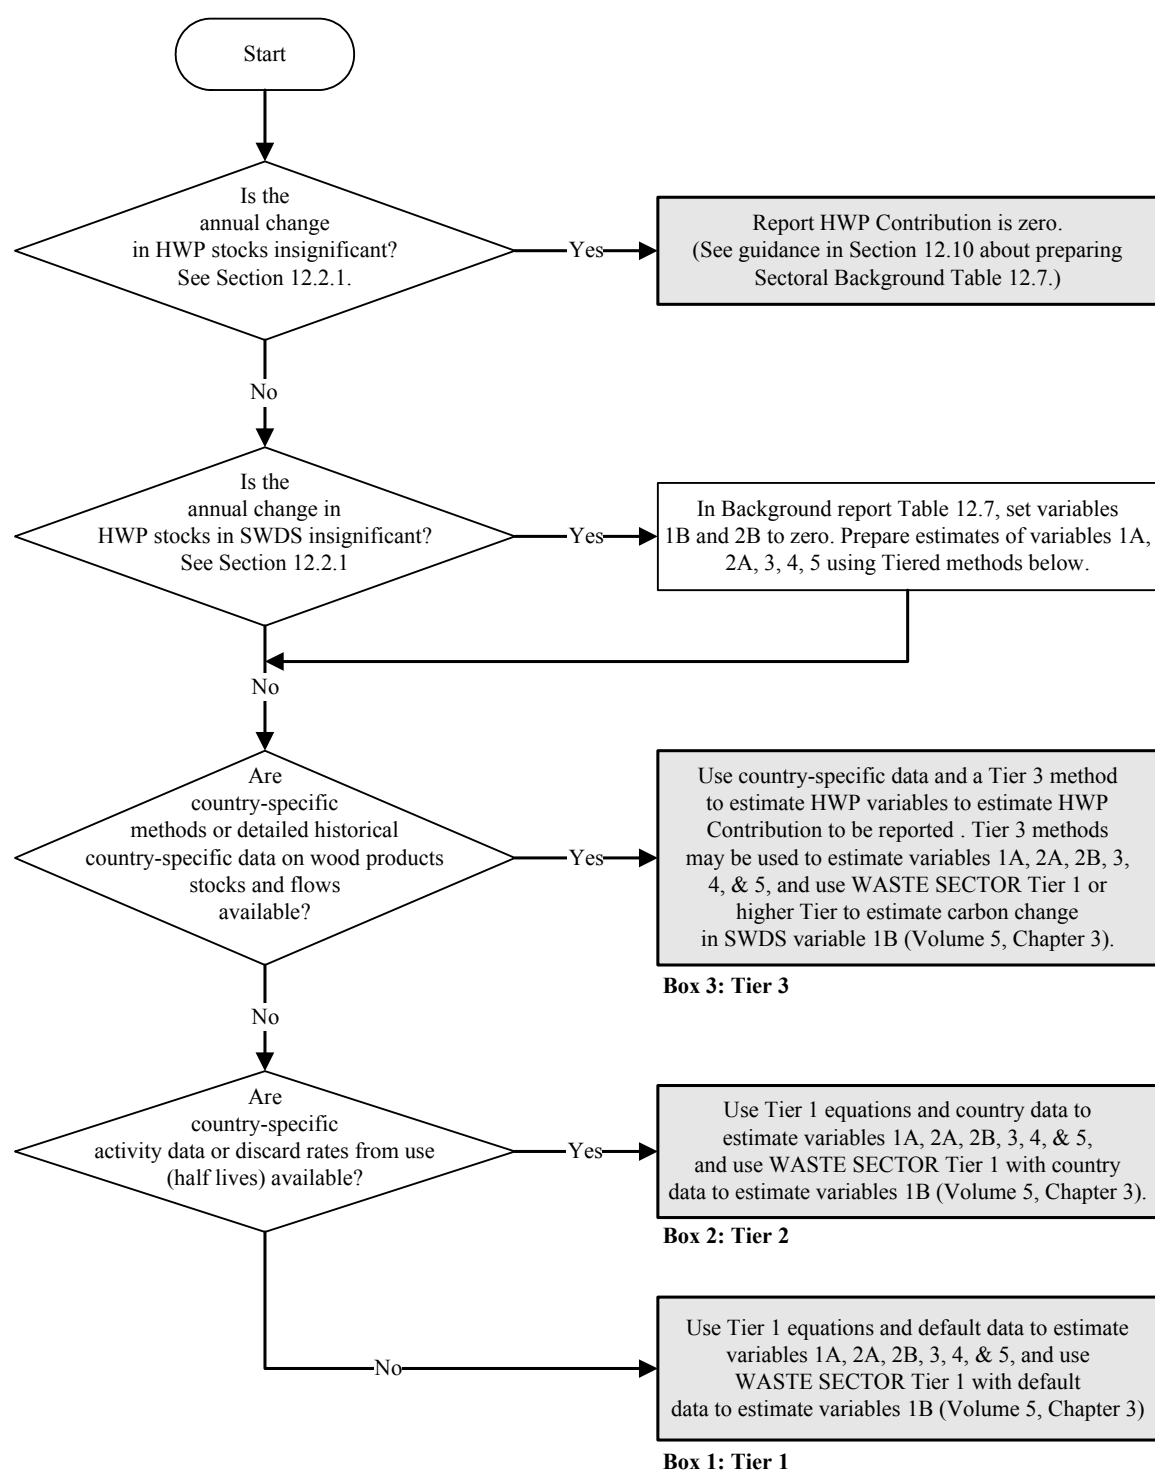 Start
Is the
annual change
in HWP stocks insignificant?
See Section 12.2.1.
Yes
Report HWP Contribution is zero.
(See guidance in Section 12.10 about preparing
Sectoral Background Table 12.7.)
No
Is the
annual change in
HWP stocks in SWDS insignificant?
See Section 12.2.1
Yes
In Background report Table 12.7, set variables
1B and 2B to zero. Prepare estimates of variables 1A,
2A, 3, 4, 5 using Tiered methods below.
No
Are
country-specific
methods or detailed historical
country-specific data on wood products
stocks and flows
available?
Yes
Use country-specific data and a Tier 3 method
to estimate HWP variables to estimate HWP
Contribution to be reported . Tier 3 methods
may be used to estimate variables 1A, 2A, 2B, 3,
4, & 5, and use WASTE SECTOR Tier 1 or
higher Tier to estimate carbon change
in SWDS variable 1B (Volume 5, Chapter 3).
Box 3: Tier 3
No
Are
country-specific
activity data or discard rates from use
(half lives) available?
Yes
Use Tier 1 equations and country data to
estimate variables 1A, 2A, 2B, 3, 4, & 5,
and use WASTE SECTOR Tier 1 with country
data to estimate variables 1B (Volume 5, Chapter 3).
Box 2: Tier 2
No
Use Tier 1 equations and default data to estimate
variables 1A, 2A, 2B, 3, 4, & 5, and use
WASTE SECTOR Tier 1 with default
data to estimate variables 1B (Volume 5, Chapter 3)
Box 1: Tier 1